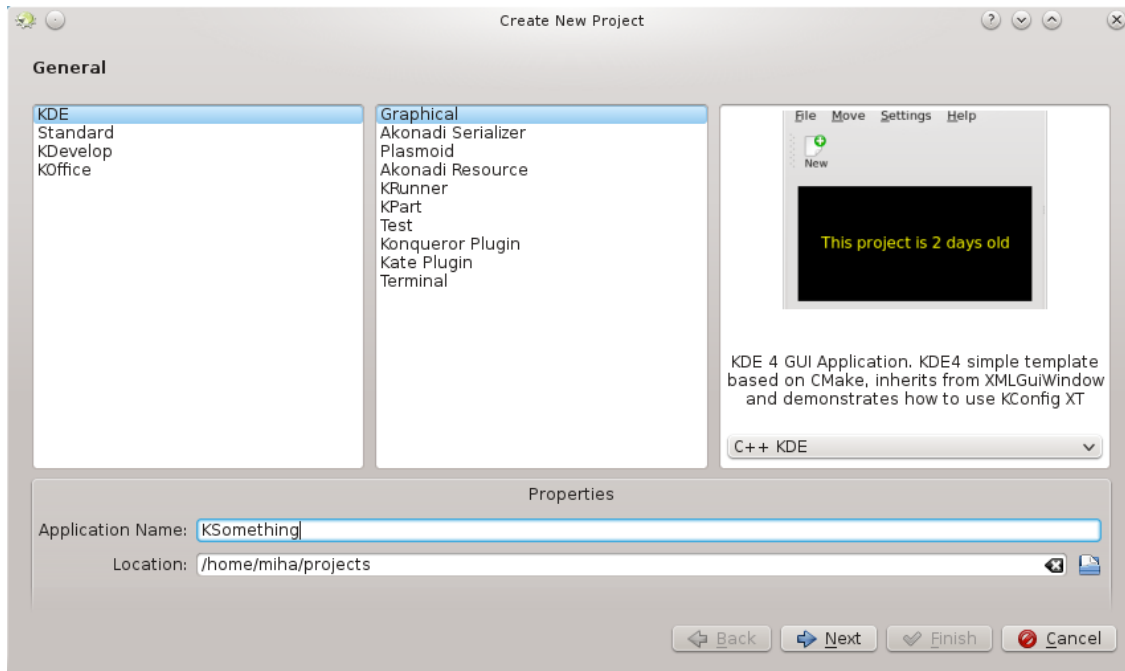 Create New Project
General
KDE
Standard
KDevelop
KOffice
Graphical
Akonadi Serializer
Plasmoid
Akonadi Resource
KRunner
KPart
Test
Konqueror Plugin
Kate Plugin
Terminal
File Move Settings Help
New
This project is 2 days old
KDE 4 GUI Application. KDE4 simple template
based on CMake, inherits from XMLGuiWindow
and demonstrates how to use KConfig XT
C++ KDE
Properties
Application Name: KSomething
Location: /home/miha/projects
Back Next Finish Cancel